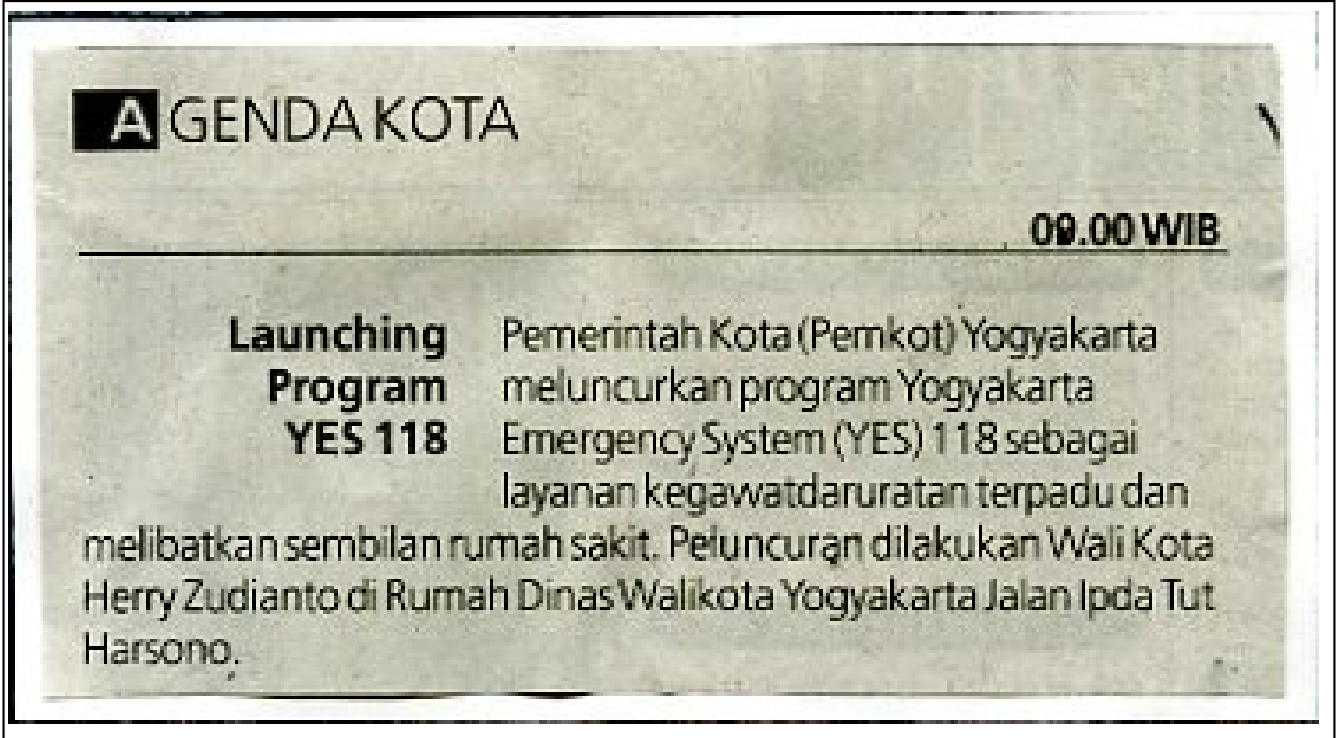 AGENDA KOTA
09.00 WIB
Launching
Program
YES 118
Pemerintah Kota (Pemkot) Yogyakarta
meluncurkan program Yogyakarta
Emergency System (YES) 118 sebagai
layanan kegawatdaruratan terpadu dan
melibatkan sembilan rumah sakit. Peluncuran dilakukan Wali Kota
Herry Zudianto di Rumah Dinas Walikota Yogyakarta Jalan Ipda Tut
Harsono.